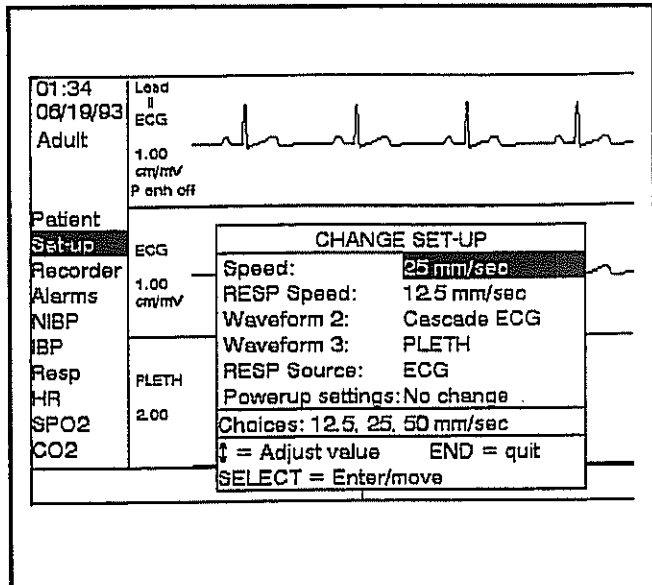 01:34
06/19/93
Adult
Lead
II
ECG
1.00
cm/mV
P enh off
Patient
Set-up
Recorder
Alarms
NIBP
IBP
Resp
HR
SPO2
CO2
ECG
1.00
cm/mV
PLETH
2.00
CHANGE SET-UP
Speed: 25 mm/sec
RESP Speed: 12.5 mm/sec
Waveform 2: Cascade ECG
Waveform 3: PLETH
RESP Source: ECG
Powerup settings: No change
Choices: 12.5, 25, 50 mm/sec
↕ = Adjust value END = quit
SELECT = Enter/move